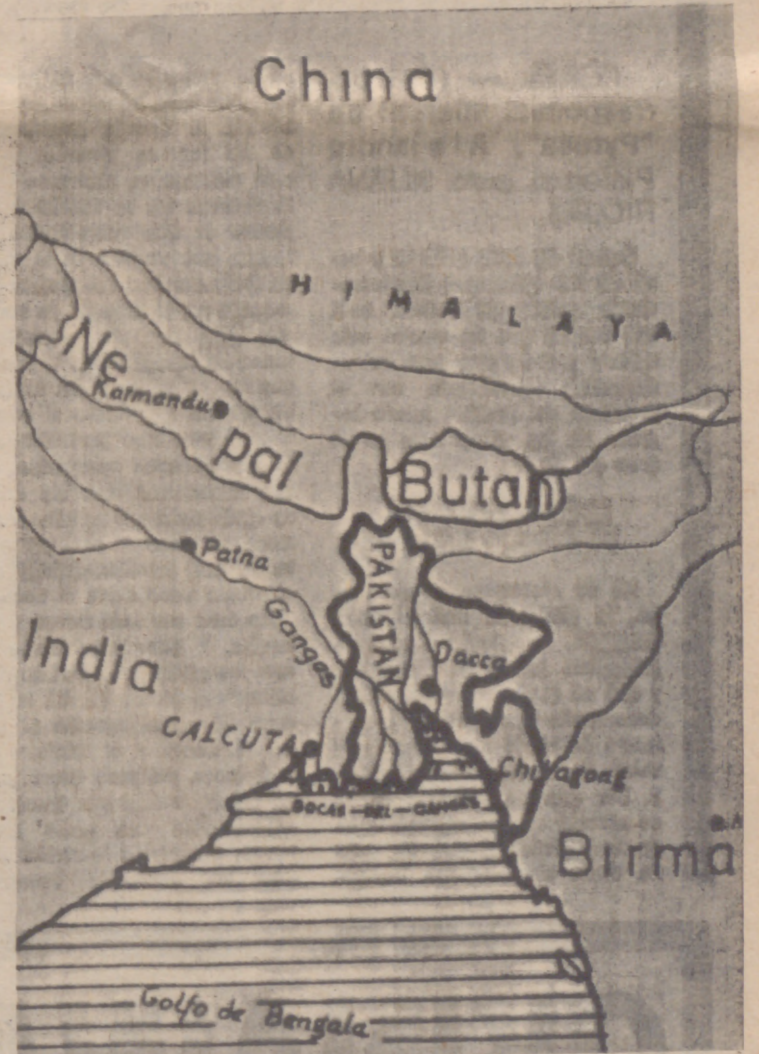 China
HIMALAYA
Ne
Katmandu
pal
Butan
Patna
PAKISTAN
Ganges
India
Dacca
CALCUTA
Chittagong
BOCAS-DEL-GANGES
Birma
Golfo de Bengala